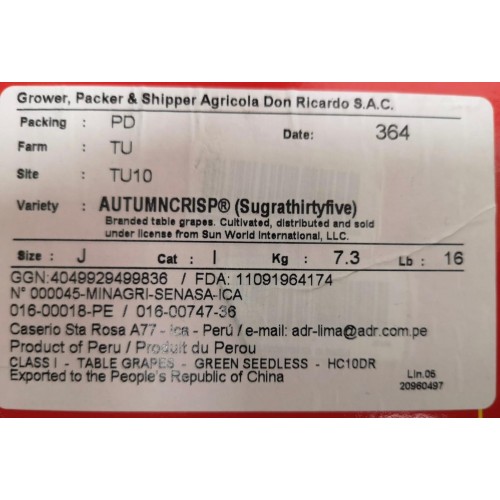 Grower, Packer & Shipper Agricola Don Ricardo S.A.C.
Packing : PD Date: 364
Farm : TU
Site : TU10
Variety : AUTUMNCRISP® (Sugrathirtyfive)
Branded table grapes. Cultivated, distributed and sold
under license from Sun World International, LLC.
Size : J Cat : I Kg : 7.3 Lb : 16
GGN:4049929499836 / FDA: 11091964174
N° 000045-MINAGRI-SENASA-ICA
016-00018-PE / 016-00747-36
Caserio Sta Rosa A77 - Ica - Perú / e-mail: adr-lima@adr.com.pe
Product of Peru / Produit du Perou
CLASS I - TABLE GRAPES - GREEN SEEDLESS - HC10DR
Exported to the People's Republic of China
Lin.06
20960497